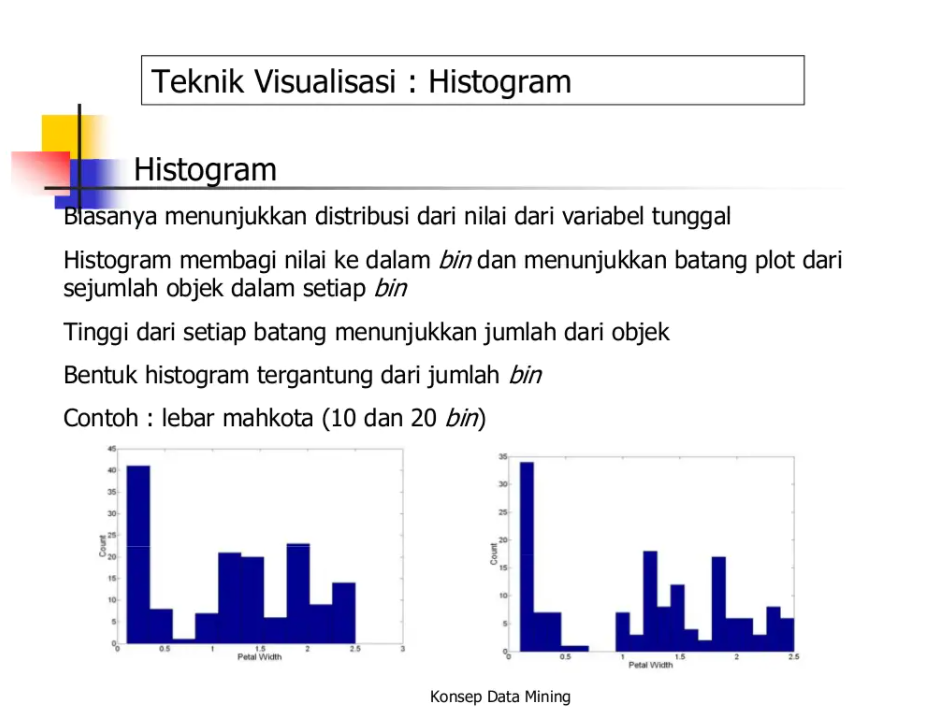 Teknik Visualisasi : Histogram
Histogram
Biasanya menunjukkan distribusi dari nilai dari variabel tunggal
Histogram membagi nilai ke dalam bin dan menunjukkan batang plot dari
sejumlah objek dalam setiap bin
Tinggi dari setiap batang menunjukkan jumlah dari objek
Bentuk histogram tergantung dari jumlah bin
Contoh : lebar mahkota (10 dan 20 bin)
45
40
35
30
25
20
15
10
5
0
Count
0 0.5 1 1.5 2 2.5 3
Petal Width
35
30
25
20
15
10
5
0
Count
0 0.5 1 1.5 2 2.5
Petal Width
Konsep Data Mining